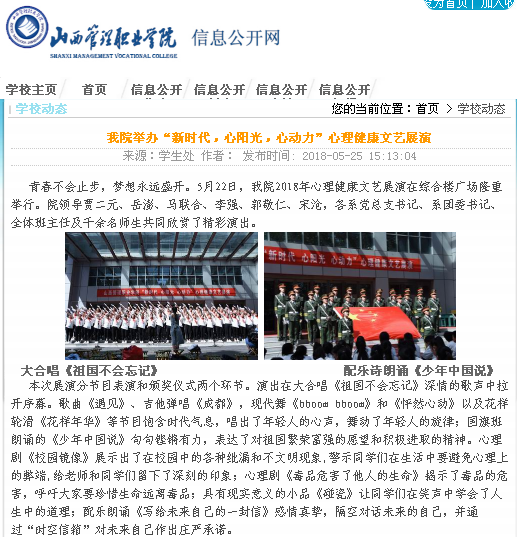 设为首页 | 加入收
山西管理职业学院
SHANXI MANAGEMENT VOCATIONAL COLLEGE
信息公开网
学校主页 首页 信息公开 信息公开 信息公开 信息公开
学校动态 您的当前位置：首页 > 学校动态
我院举办“新时代，心阳光，心动力”心理健康文艺展演
来源：学生处 作者： 发布时间：2018-05-25 15:13:04
青春不会止步，梦想永远盛开。5月22日，我院2018年心理健康文艺展演在综合楼广场隆重
举行。院领导贾二元、岳澎、马联合、李强、郭敬仁、宋沧，各系党总支书记、系团委书记、
全体班主任及千余名师生共同欣赏了精彩演出。
“新时代 心阳光 心动力”心理健康文艺展演
大合唱《祖国不会忘记》 配乐诗朗诵《少年中国说》
本次展演分节目表演和颁奖仪式两个环节。演出在大合唱《祖国不会忘记》深情的歌声中拉
开序幕。歌曲《遇见》、吉他弹唱《成都》，现代舞《bboom bboom》和《怦然心动》以及花样
轮滑《花样年华》等节目饱含时代气息，唱出了年轻人的心声，舞动了年轻人的旋律；国旗班
朗诵的《少年中国说》句句铿锵有力，表达了对祖国繁荣富强的愿望和积极进取的精神。心理
剧《校园镜像》展示出了在校园中的各种纰漏和不文明现象，警示同学们在生活中要避免心理上
的弊端，给老师和同学们留下了深刻的印象；心理剧《毒品危害了他人的生命》揭示了毒品的危
害，呼吁大家要珍惜生命远离毒品；具有现实意义的小品《碰瓷》让同学们在笑声中学会了人
生中的道理；配乐朗诵《写给未来自己的一封信》感情真挚，隔空对话未来的自己，并通
过“时空信箱”对未来自己作出庄严承诺。